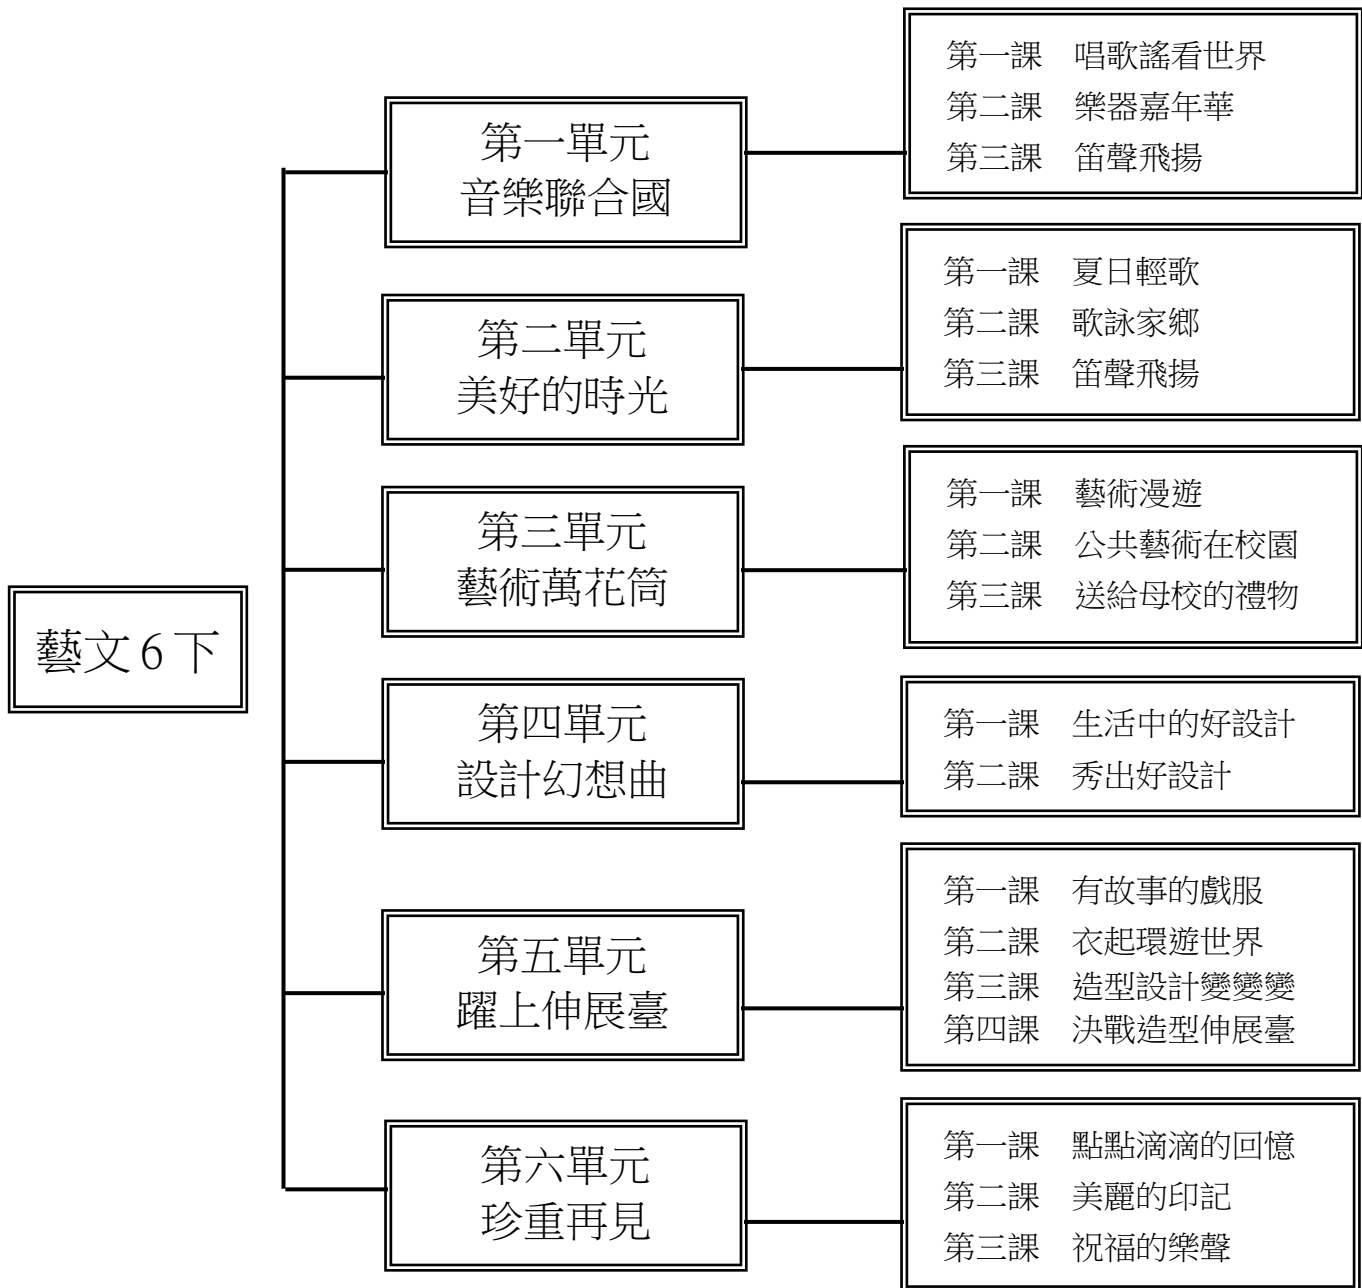 藝文6下
第一單元
音樂聯合國
第一課　唱歌謠看世界
第二課　樂器嘉年華
第三課　笛聲飛揚
第二單元
美好的時光
第一課　夏日輕歌
第二課　歌詠家鄉
第三課　笛聲飛揚
第三單元
藝術萬花筒
第一課　藝術漫遊
第二課　公共藝術在校園
第三課　送給母校的禮物
第四單元
設計幻想曲
第一課　生活中的好設計
第二課　秀出好設計
第五單元
躍上伸展臺
第一課　有故事的戲服
第二課　衣起環遊世界
第三課　造型設計變變變
第四課　決戰造型伸展臺
第六單元
珍重再見
第一課　點點滴滴的回憶
第二課　美麗的印記
第三課　祝福的樂聲